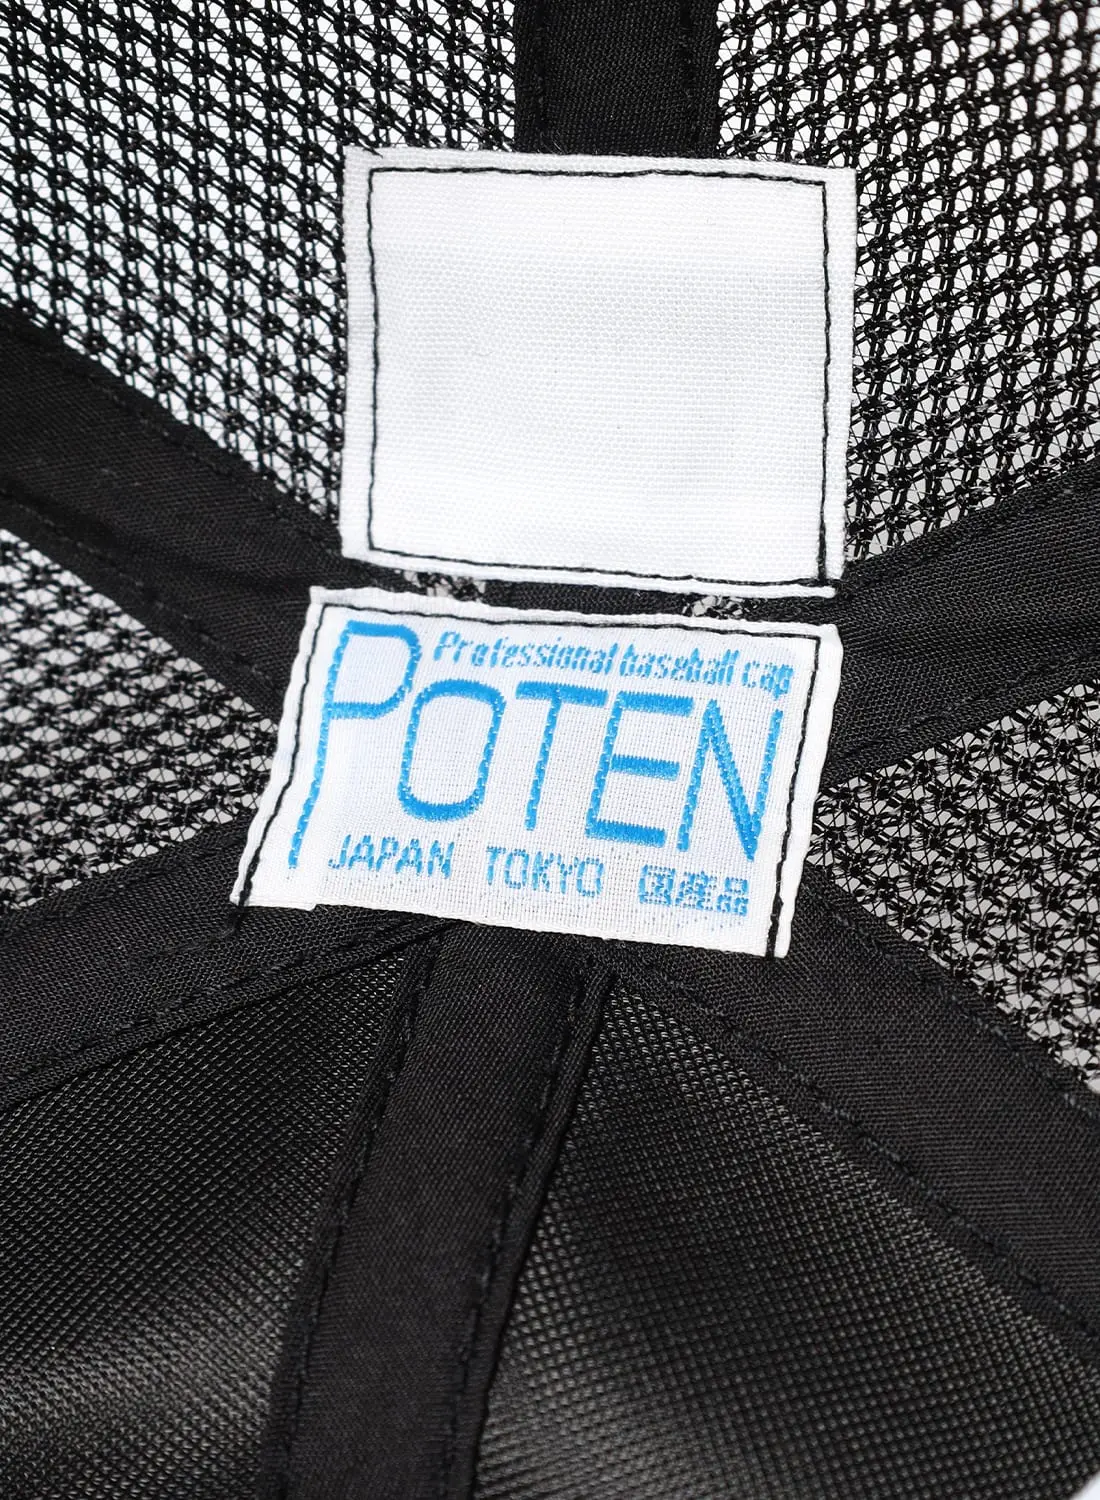 Professional baseball cap
POTEN
JAPAN TOKYO 国産品